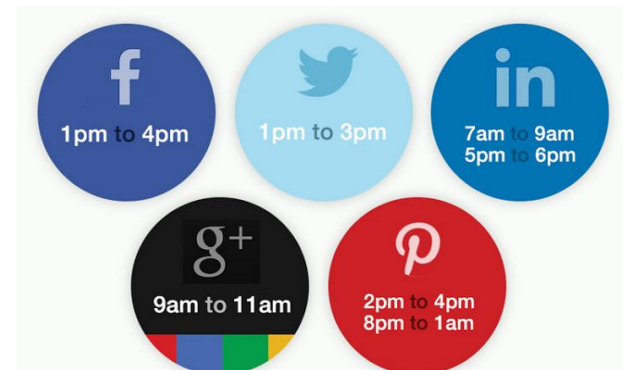 f
1pm to 4pm
1pm to 3pm
in
7am to 9am
5pm to 6pm
g+
9am to 11am
2pm to 4pm
8pm to 1am